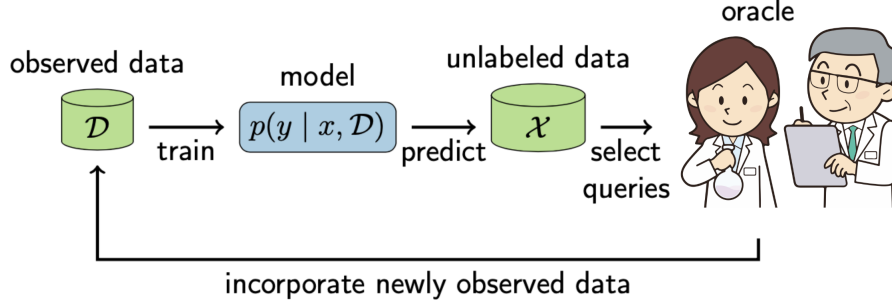 oracle
observed data
model
unlabeled data
𝒟
p(y | x, 𝒟)
𝒳
train
predict
select
queries
incorporate newly observed data